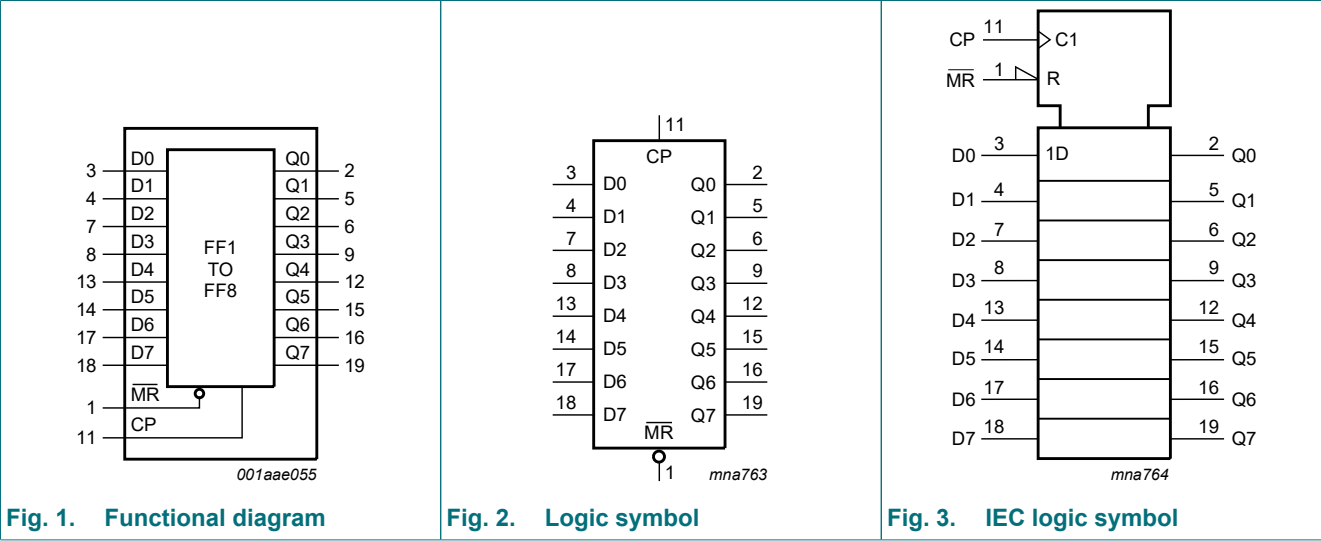 D0 Q0
3 2
D1 Q1
4 5
D2 Q2
7 6
D3 Q3
8 9
FF1
TO
FF8
D4 Q4
13 12
D5 Q5
14 15
D6 Q6
17 16
D7 Q7
18 19
M̅R̅
1
CP
11
001aae055
Fig. 1. Functional diagram
11
CP
3 D0 Q0 2
4 D1 Q1 5
7 D2 Q2 6
8 D3 Q3 9
13 D4 Q4 12
14 D5 Q5 15
17 D6 Q6 16
18 D7 Q7 19
M̅R̅
1
mna763
Fig. 2. Logic symbol
CP 11 C1
M̅R̅ 1 R
D0 3 1D 2 Q0
D1 4 5 Q1
D2 7 6 Q2
D3 8 9 Q3
D4 13 12 Q4
D5 14 15 Q5
D6 17 16 Q6
D7 18 19 Q7
mna764
Fig. 3. IEC logic symbol